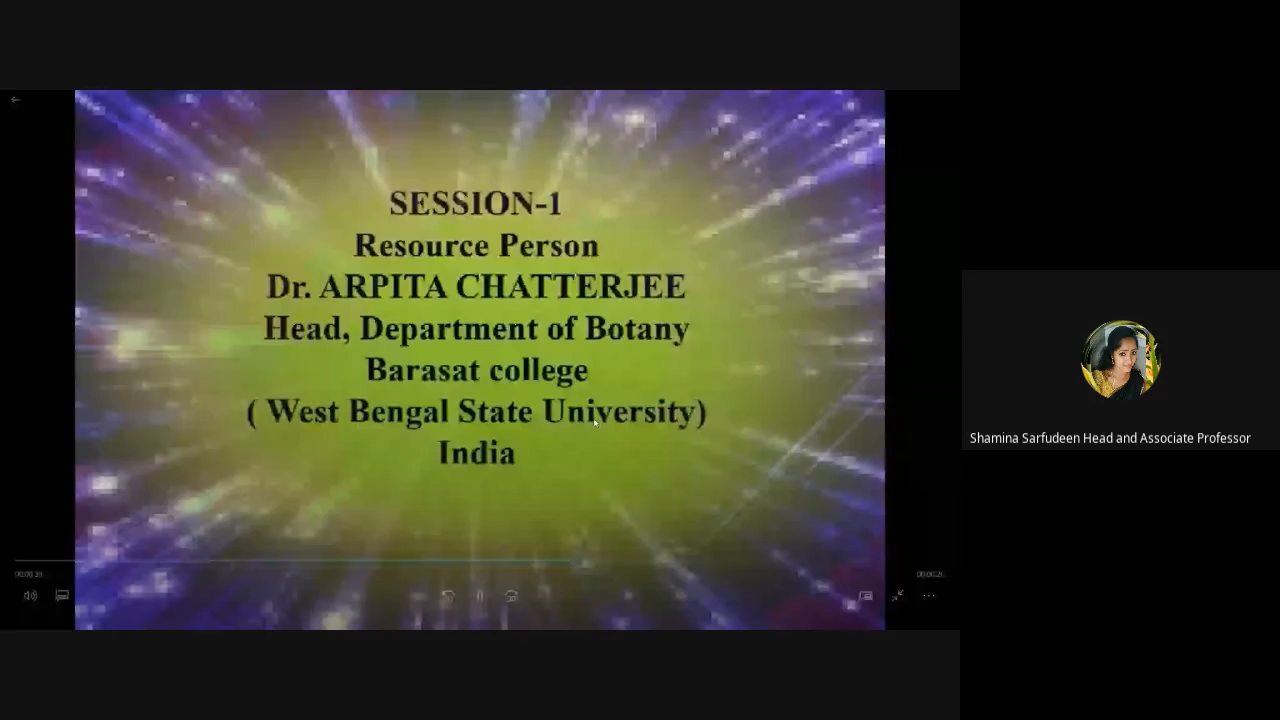 SESSION-1
Resource Person
Dr. ARPITA CHATTERJEE
Head, Department of Botany
Barasat college
( West Bengal State University)
India
Shamina Sarfudeen Head and Associate Professor